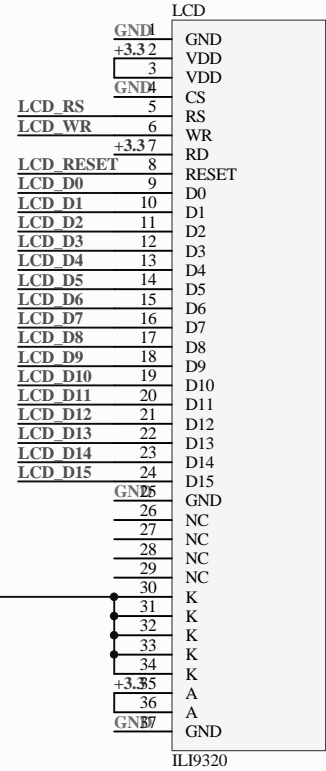 LCD
GND 1 GND
+3.3 2 VDD
3 VDD
GND 4 CS
LCD_RS 5 RS
LCD_WR 6 WR
+3.3 7 RD
LCD_RESET 8 RESET
LCD_D0 9 D0
LCD_D1 10 D1
LCD_D2 11 D2
LCD_D3 12 D3
LCD_D4 13 D4
LCD_D5 14 D5
LCD_D6 15 D6
LCD_D7 16 D7
LCD_D8 17 D8
LCD_D9 18 D9
LCD_D10 19 D10
LCD_D11 20 D11
LCD_D12 21 D12
LCD_D13 22 D13
LCD_D14 23 D14
LCD_D15 24 D15
GND 25 GND
26 NC
27 NC
28 NC
29 NC
30 K
31 K
32 K
33 K
34 K
+3.3 35 A
36 A
GND 37 GND
ILI9320